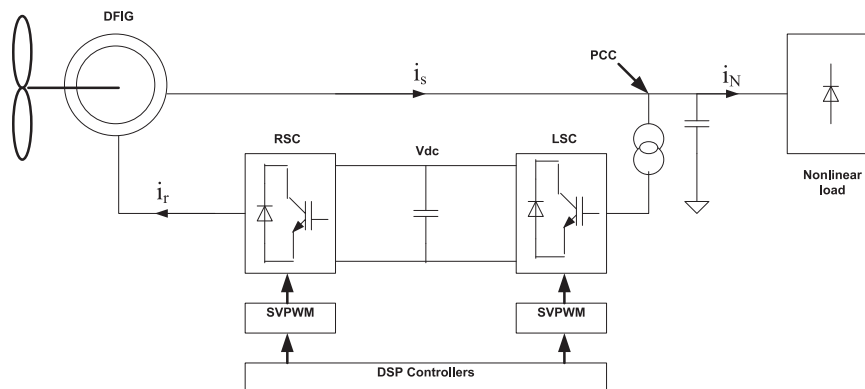 DFIG
PCC
i_s
i_N
RSC
Vdc
LSC
i_r
Nonlinear
load
SVPWM
SVPWM
DSP Controllers